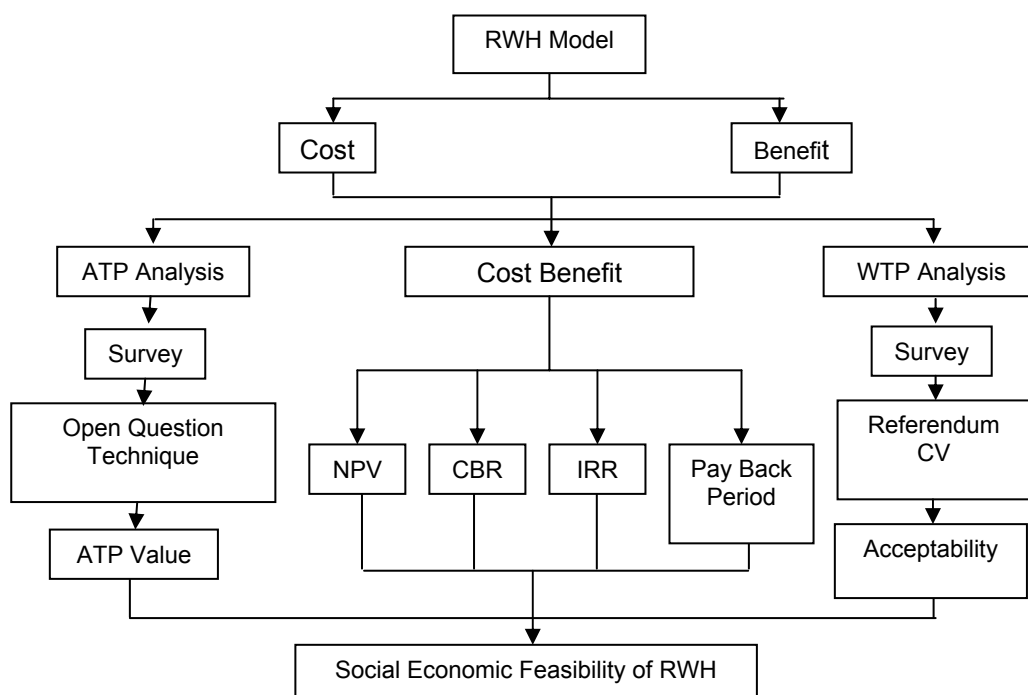 RWH Model
Cost
Benefit
ATP Analysis
Cost Benefit
WTP Analysis
Survey
Survey
Open Question
Technique
Referendum
CV
NPV
CBR
IRR
Pay Back
Period
ATP Value
Acceptability
Social Economic Feasibility of RWH